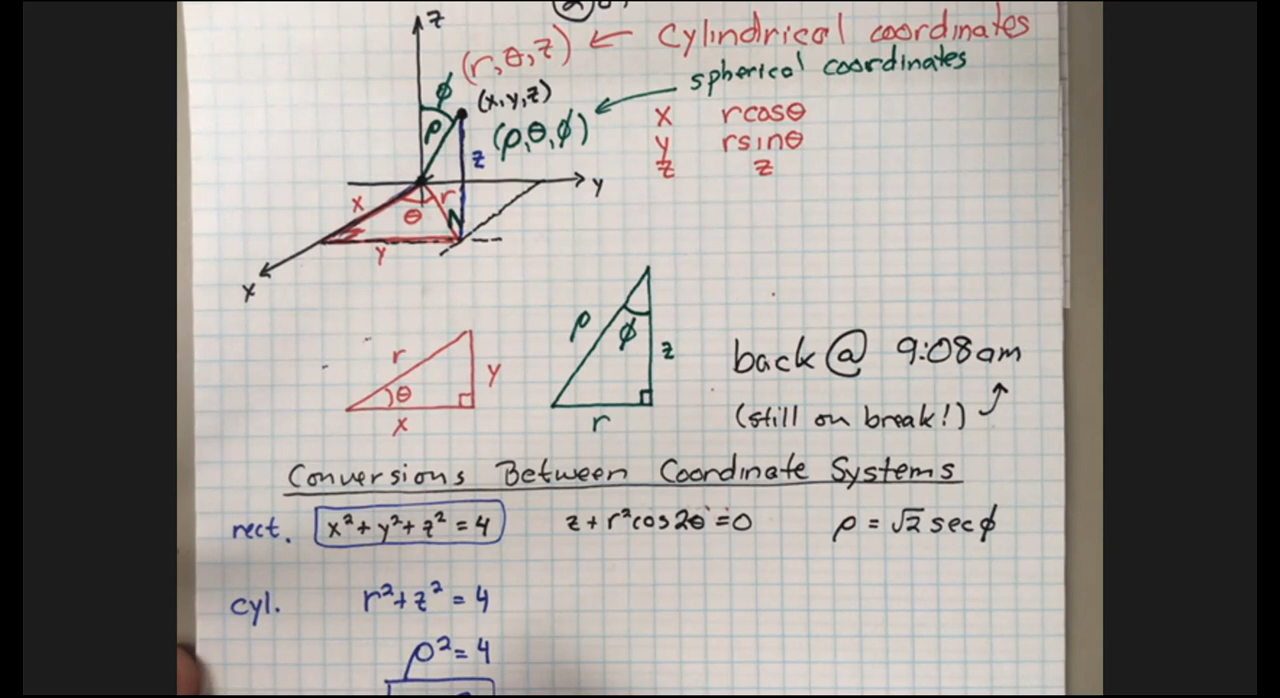 z
(r, θ, z) ← Cylindrical coordinates
spherical coordinates
ϕ
(x, y, z)
ρ
(ρ, θ, ϕ)
x rcosθ
y rsinθ
z z
z
y
x
r
θ
y
x
ρ
ϕ
z
r
r
y
θ
x
back @ 9:08am
(still on break!)
Conversions Between Coordinate Systems
rect. x² + y² + z² = 4 z + r²cos2θ = 0 ρ = √2 secϕ
cyl. r² + z² = 4
ρ² = 4